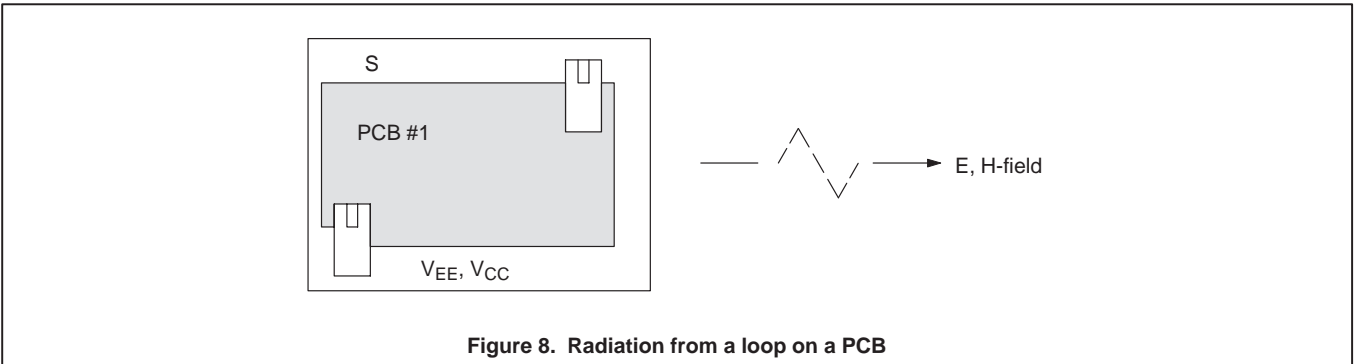 S
PCB #1
E, H-field
VEE, VCC
Figure 8. Radiation from a loop on a PCB